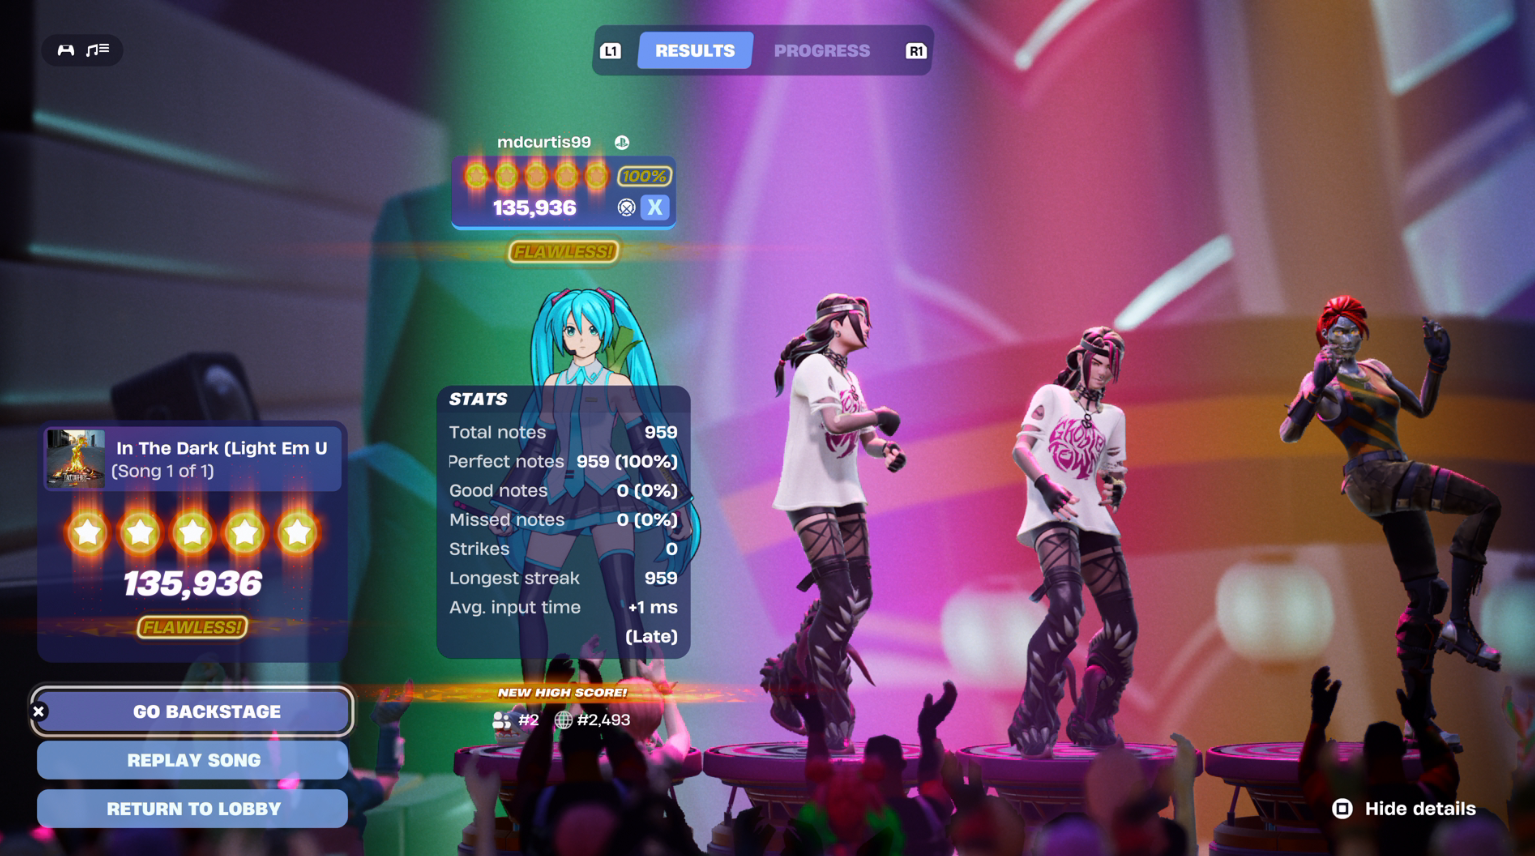 L1
RESULTS
PROGRESS
R1
mdcurtis99
100%
135,936
X
FLAWLESS!
STATS
Total notes 959
Perfect notes 959 (100%)
Good notes 0 (0%)
Missed notes 0 (0%)
Strikes 0
Longest streak 959
Avg. input time +1 ms
(Late)
NEW HIGH SCORE!
#2 #2,493
In The Dark (Light Em U
(Song 1 of 1)
135,936
FLAWLESS!
GO BACKSTAGE
REPLAY SONG
RETURN TO LOBBY
GHOSTED
TOWN
Hide details